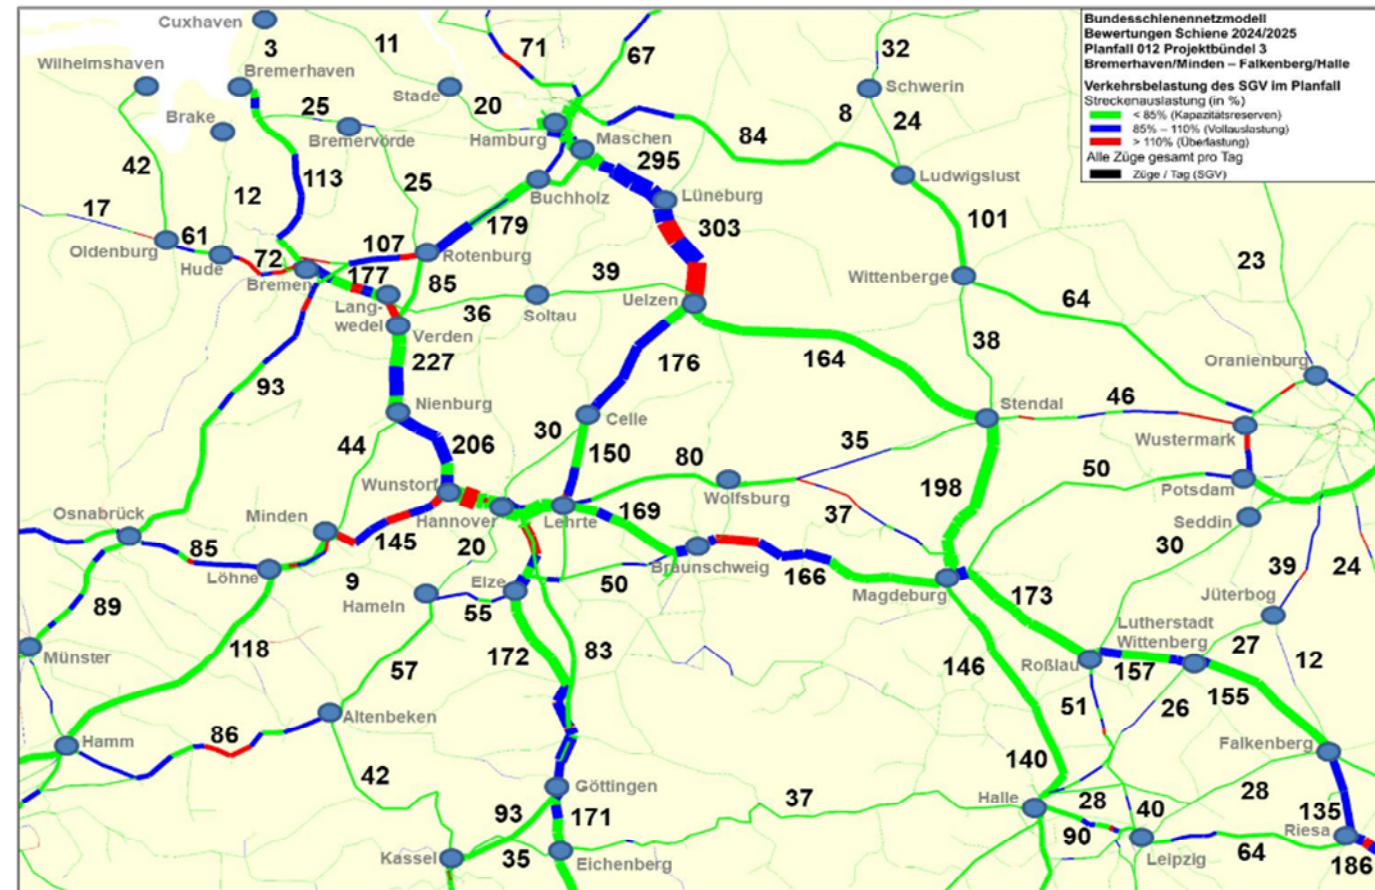 Bundesschienennetzmodell
Bewertungen Schiene 2024/2025
Planfall 012 Projektbündel 3
Bremerhaven/Minden – Falkenberg/Halle
Verkehrsbelastung des SGV im Planfall
Streckenauslastung (in %)
< 85% (Kapazitätsreserven)
85% – 110% (Vollauslastung)
> 110% (Überlastung)
Alle Züge gesamt pro Tag
Züge / Tag (SGV)
Cuxhaven
3
11
71
67
32
Wilhelmshaven
Bremerhaven
Stade
20
Schwerin
Brake
25
Bremervörde
Hamburg
Maschen
84
8
24
42
12
113
25
295
Buchholz
Lüneburg
Ludwigslust
17
61
Oldenburg
Hude
72
Bremen
107
177
Rotenburg
179
303
101
23
Lang-
wedel
85
39
Uelzen
Wittenberge
64
36
Soltau
Verden
227
93
176
164
38
Oranienburg
Nienburg
Celle
Stendal
46
Wustermark
44
206
30
150
80
35
50
Wunstorf
Wolfsburg
198
Potsdam
Osnabrück
Minden
Hannover
Lehrte
169
37
Seddin
85
145
20
30
39
24
Löhne
9
Hameln
Elze
50
Braunschweig
166
Magdeburg
173
Jüterbog
89
55
Lutherstadt
Wittenberg
27
12
Münster
118
172
83
146
Roßlau
157
155
57
51
26
Altenbeken
Hamm
86
Falkenberg
42
140
Göttingen
37
Halle
28
40
28
135
93
171
90
Riesa
Kassel
35
Eichenberg
Leipzig
64
186